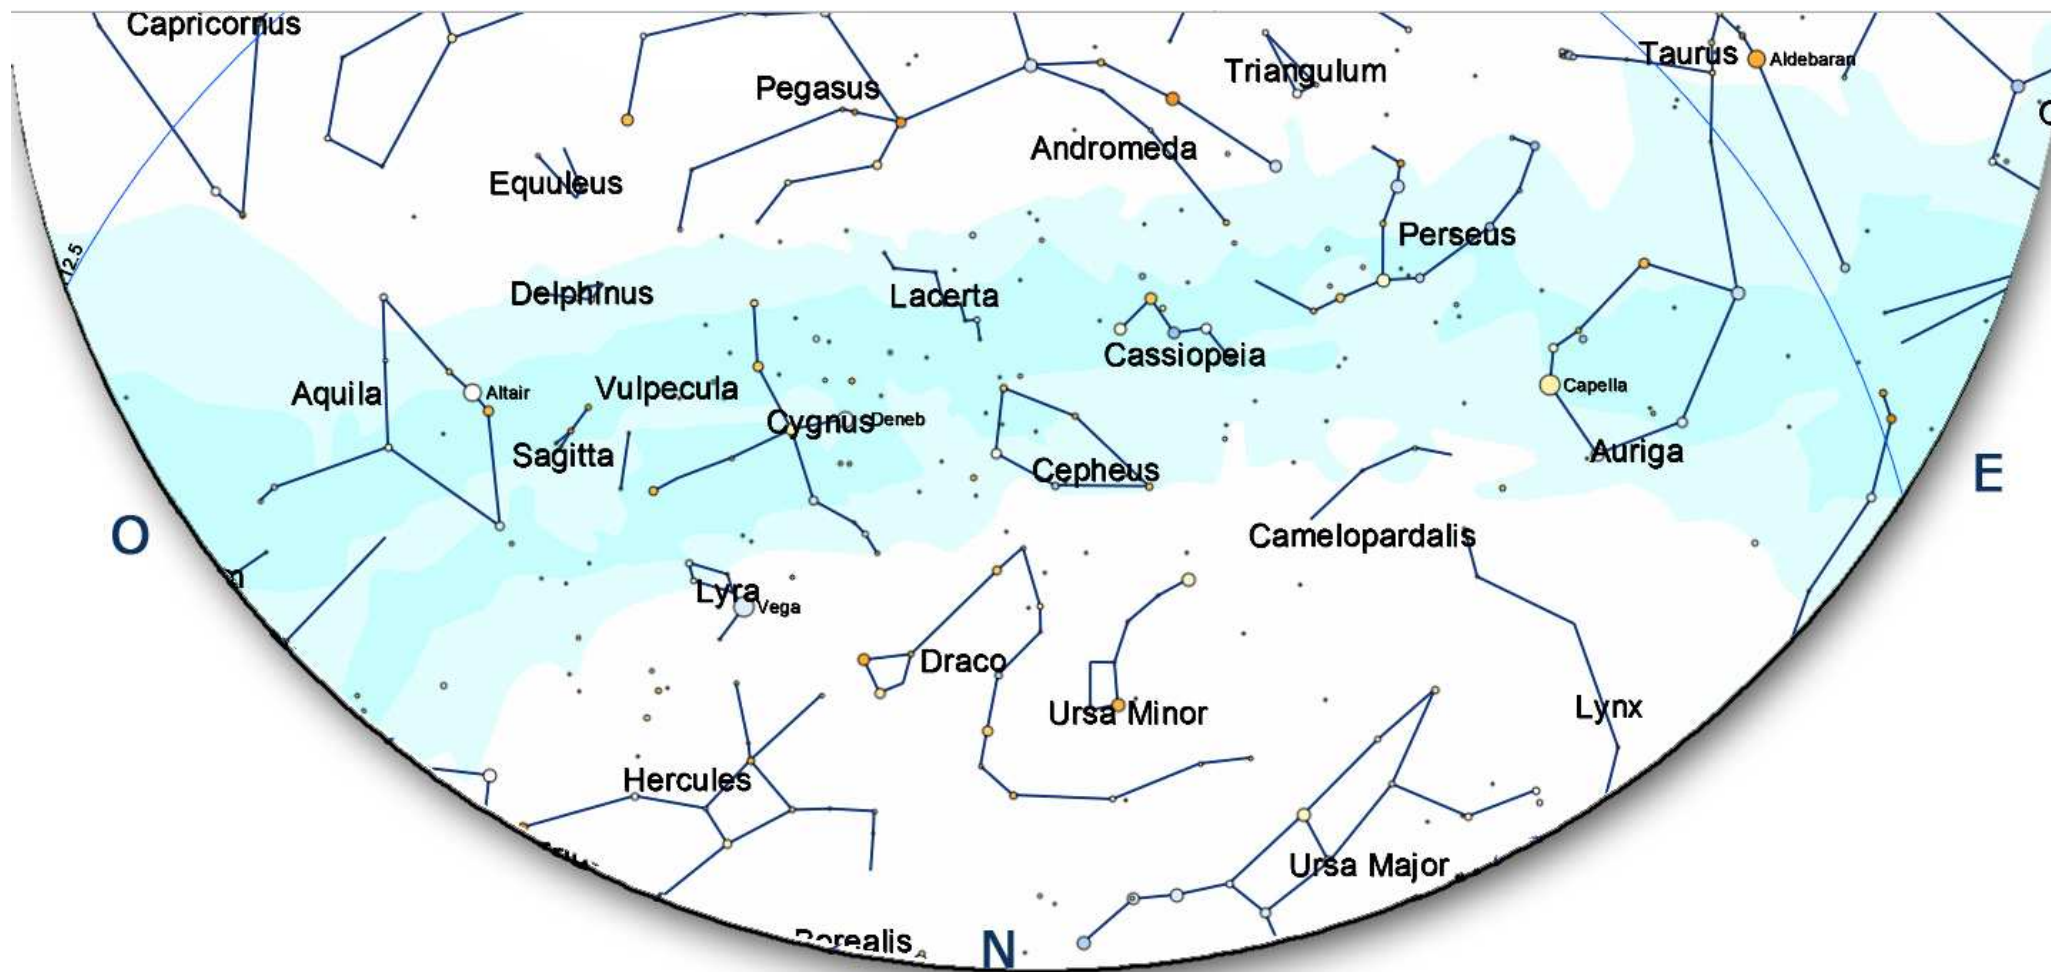 Capricornus
Taurus
Aldebaran
Triangulum
Pegasus
Andromeda
Equuleus
Perseus
12.5
Delphinus
Lacerta
Cassiopeia
Aquila
Altair
Vulpecula
Capella
Cygnus
Deneb
Sagitta
Auriga
Cepheus
E
O
Camelopardalis
Lyra
Vega
Draco
Ursa Minor
Lynx
Hercules
Ursa Major
Borealis
N